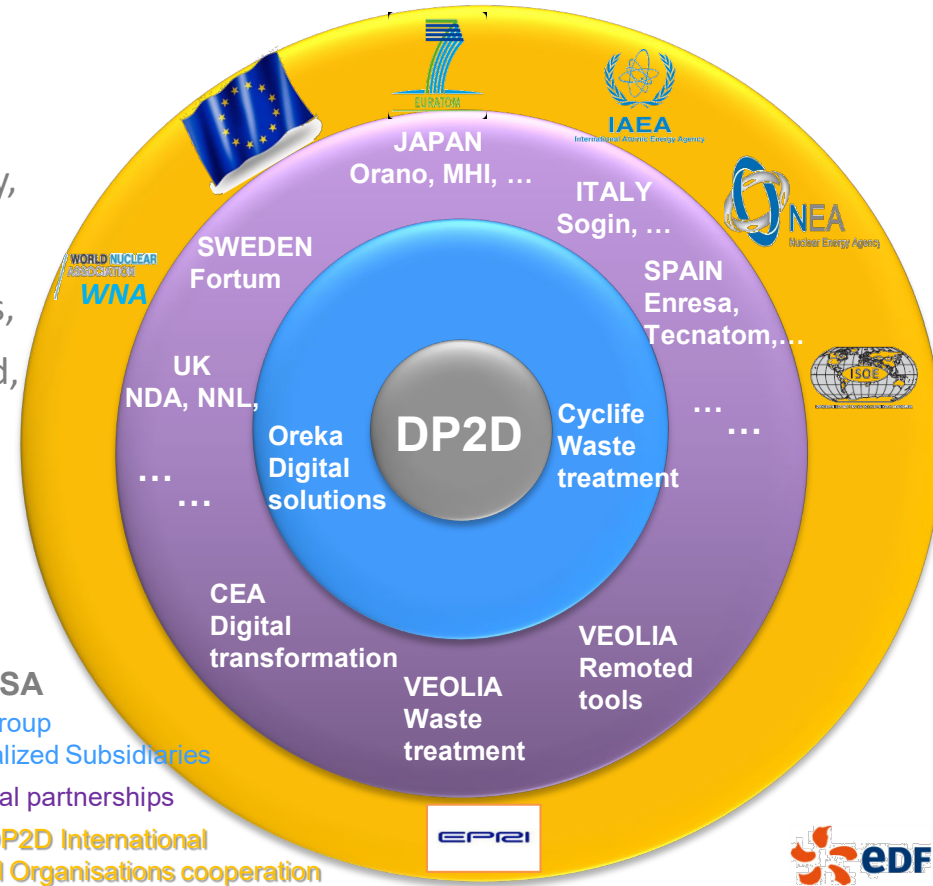 7
EURATOM
IAEA
International Atomic Energy Agency
NEA
Nuclear Energy Agency
WORLD NUCLEAR
ASSOCIATION
WNA
ISOE
JAPAN
Orano, MHI, …
ITALY
Sogin, …
SWEDEN
Fortum
SPAIN
Enresa,
Tecnatom,…
UK
NDA, NNL,
…
…
…
…
DP2D
Oreka
Digital
solutions
Cyclife
Waste
treatment
CEA
Digital
transformation
VEOLIA
Remoted
tools
VEOLIA
Waste
treatment
SA
roup
alized Subsidiaries
al partnerships
DP2D International
l Organisations cooperation
EPRI
edf